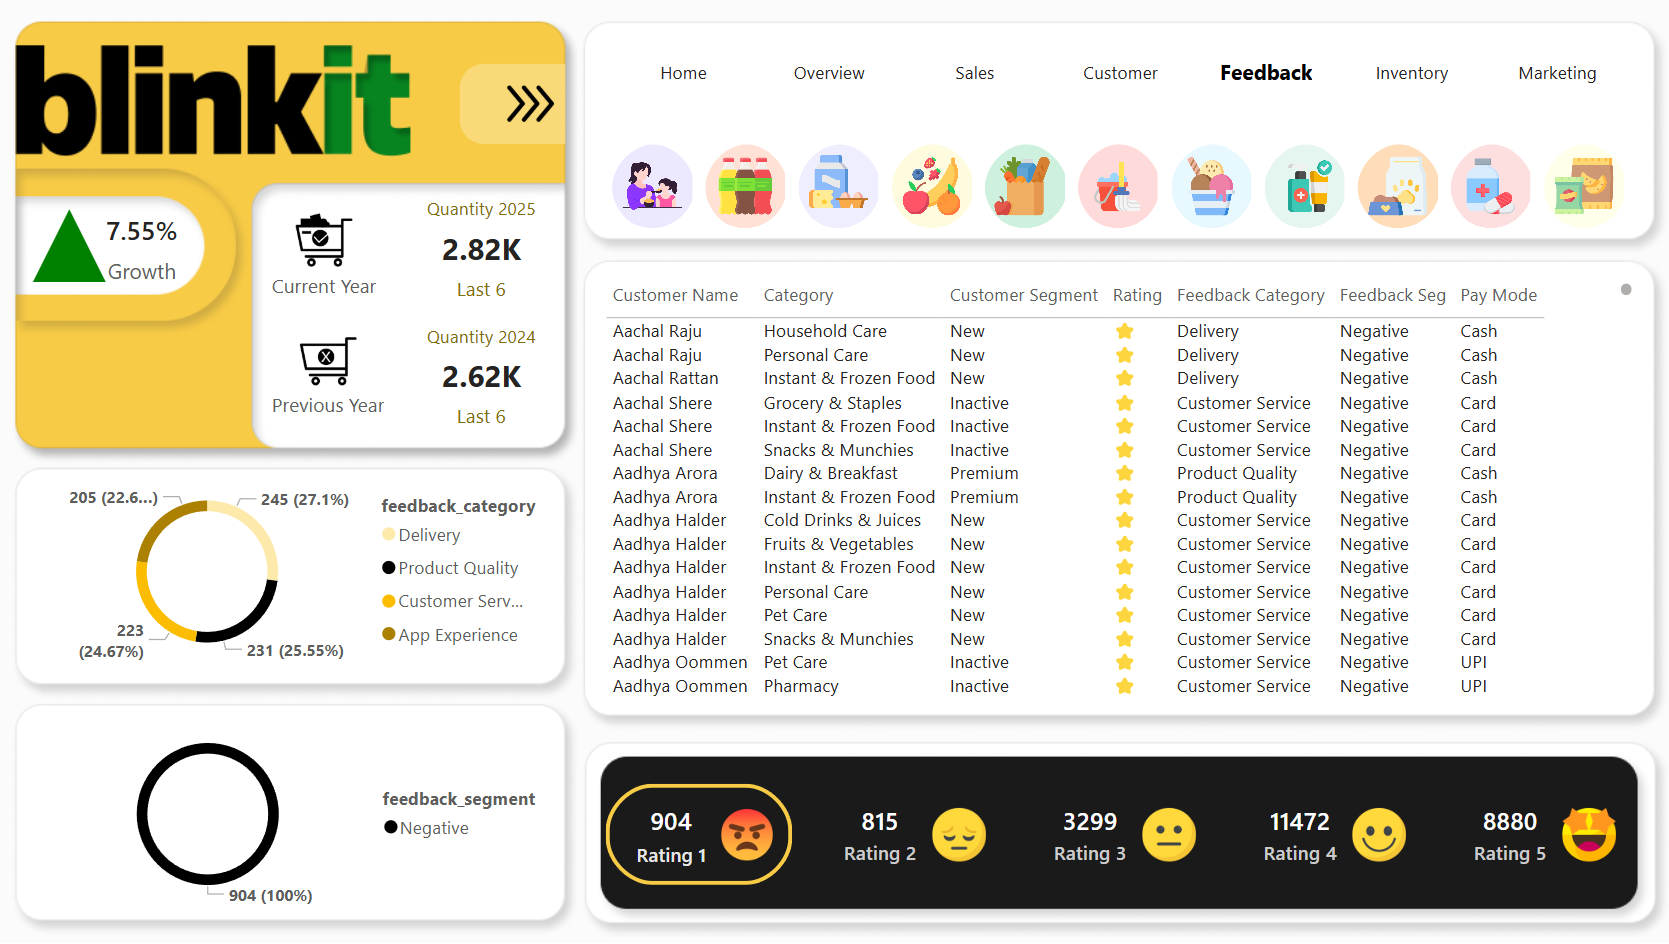 blinkit
7.55%
Growth
Current Year
Quantity 2025
2.82K
Last 6
Previous Year
Quantity 2024
2.62K
Last 6
Home Overview Sales Customer Feedback Inventory Marketing
Customer Name Category Customer Segment Rating Feedback Category Feedback Seg Pay Mode
Aachal Raju Household Care New Delivery Negative Cash
Aachal Raju Personal Care New Delivery Negative Cash
Aachal Rattan Instant & Frozen Food New Delivery Negative Cash
Aachal Shere Grocery & Staples Inactive Customer Service Negative Card
Aachal Shere Instant & Frozen Food Inactive Customer Service Negative Card
Aachal Shere Snacks & Munchies Inactive Customer Service Negative Card
Aadhya Arora Dairy & Breakfast Premium Product Quality Negative Cash
Aadhya Arora Instant & Frozen Food Premium Product Quality Negative Cash
Aadhya Halder Cold Drinks & Juices New Customer Service Negative Card
Aadhya Halder Fruits & Vegetables New Customer Service Negative Card
Aadhya Halder Instant & Frozen Food New Customer Service Negative Card
Aadhya Halder Personal Care New Customer Service Negative Card
Aadhya Halder Pet Care New Customer Service Negative Card
Aadhya Halder Snacks & Munchies New Customer Service Negative Card
Aadhya Oommen Pet Care Inactive Customer Service Negative UPI
Aadhya Oommen Pharmacy Inactive Customer Service Negative UPI
205 (22.6...)
245 (27.1%)
223
(24.67%)
231 (25.55%)
feedback_category
Delivery
Product Quality
Customer Serv...
App Experience
904 (100%)
feedback_segment
Negative
904
Rating 1
815
Rating 2
3299
Rating 3
11472
Rating 4
8880
Rating 5